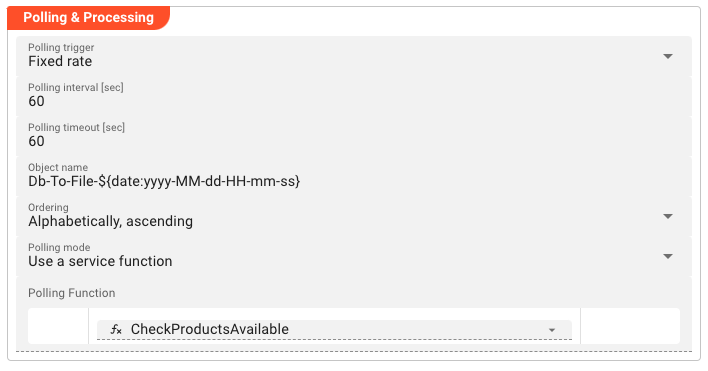 Polling & Processing
Polling trigger
Fixed rate
Polling interval [sec]
60
Polling timeout [sec]
60
Object name
Db-To-File-${date:yyyy-MM-dd-HH-mm-ss}
Ordering
Alphabetically, ascending
Polling mode
Use a service function
Polling Function
fx CheckProductsAvailable